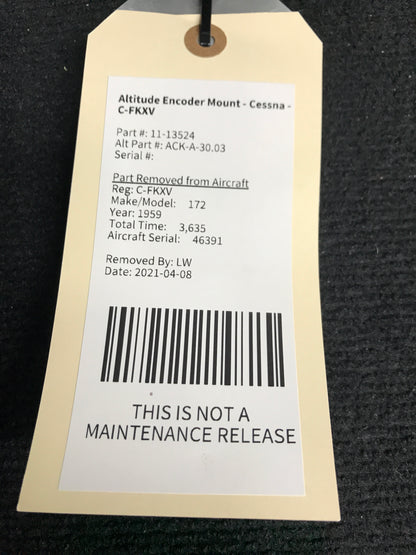 Altitude Encoder Mount - Cessna -
C-FKXV
Part #: 11-13524
Alt Part #: ACK-A-30.03
Serial #:
Part Removed from Aircraft
Reg: C-FKXV
Make/Model: 172
Year: 1959
Total Time: 3,635
Aircraft Serial: 46391
Removed By: LW
Date: 2021-04-08
THIS IS NOT A
MAINTENANCE RELEASE